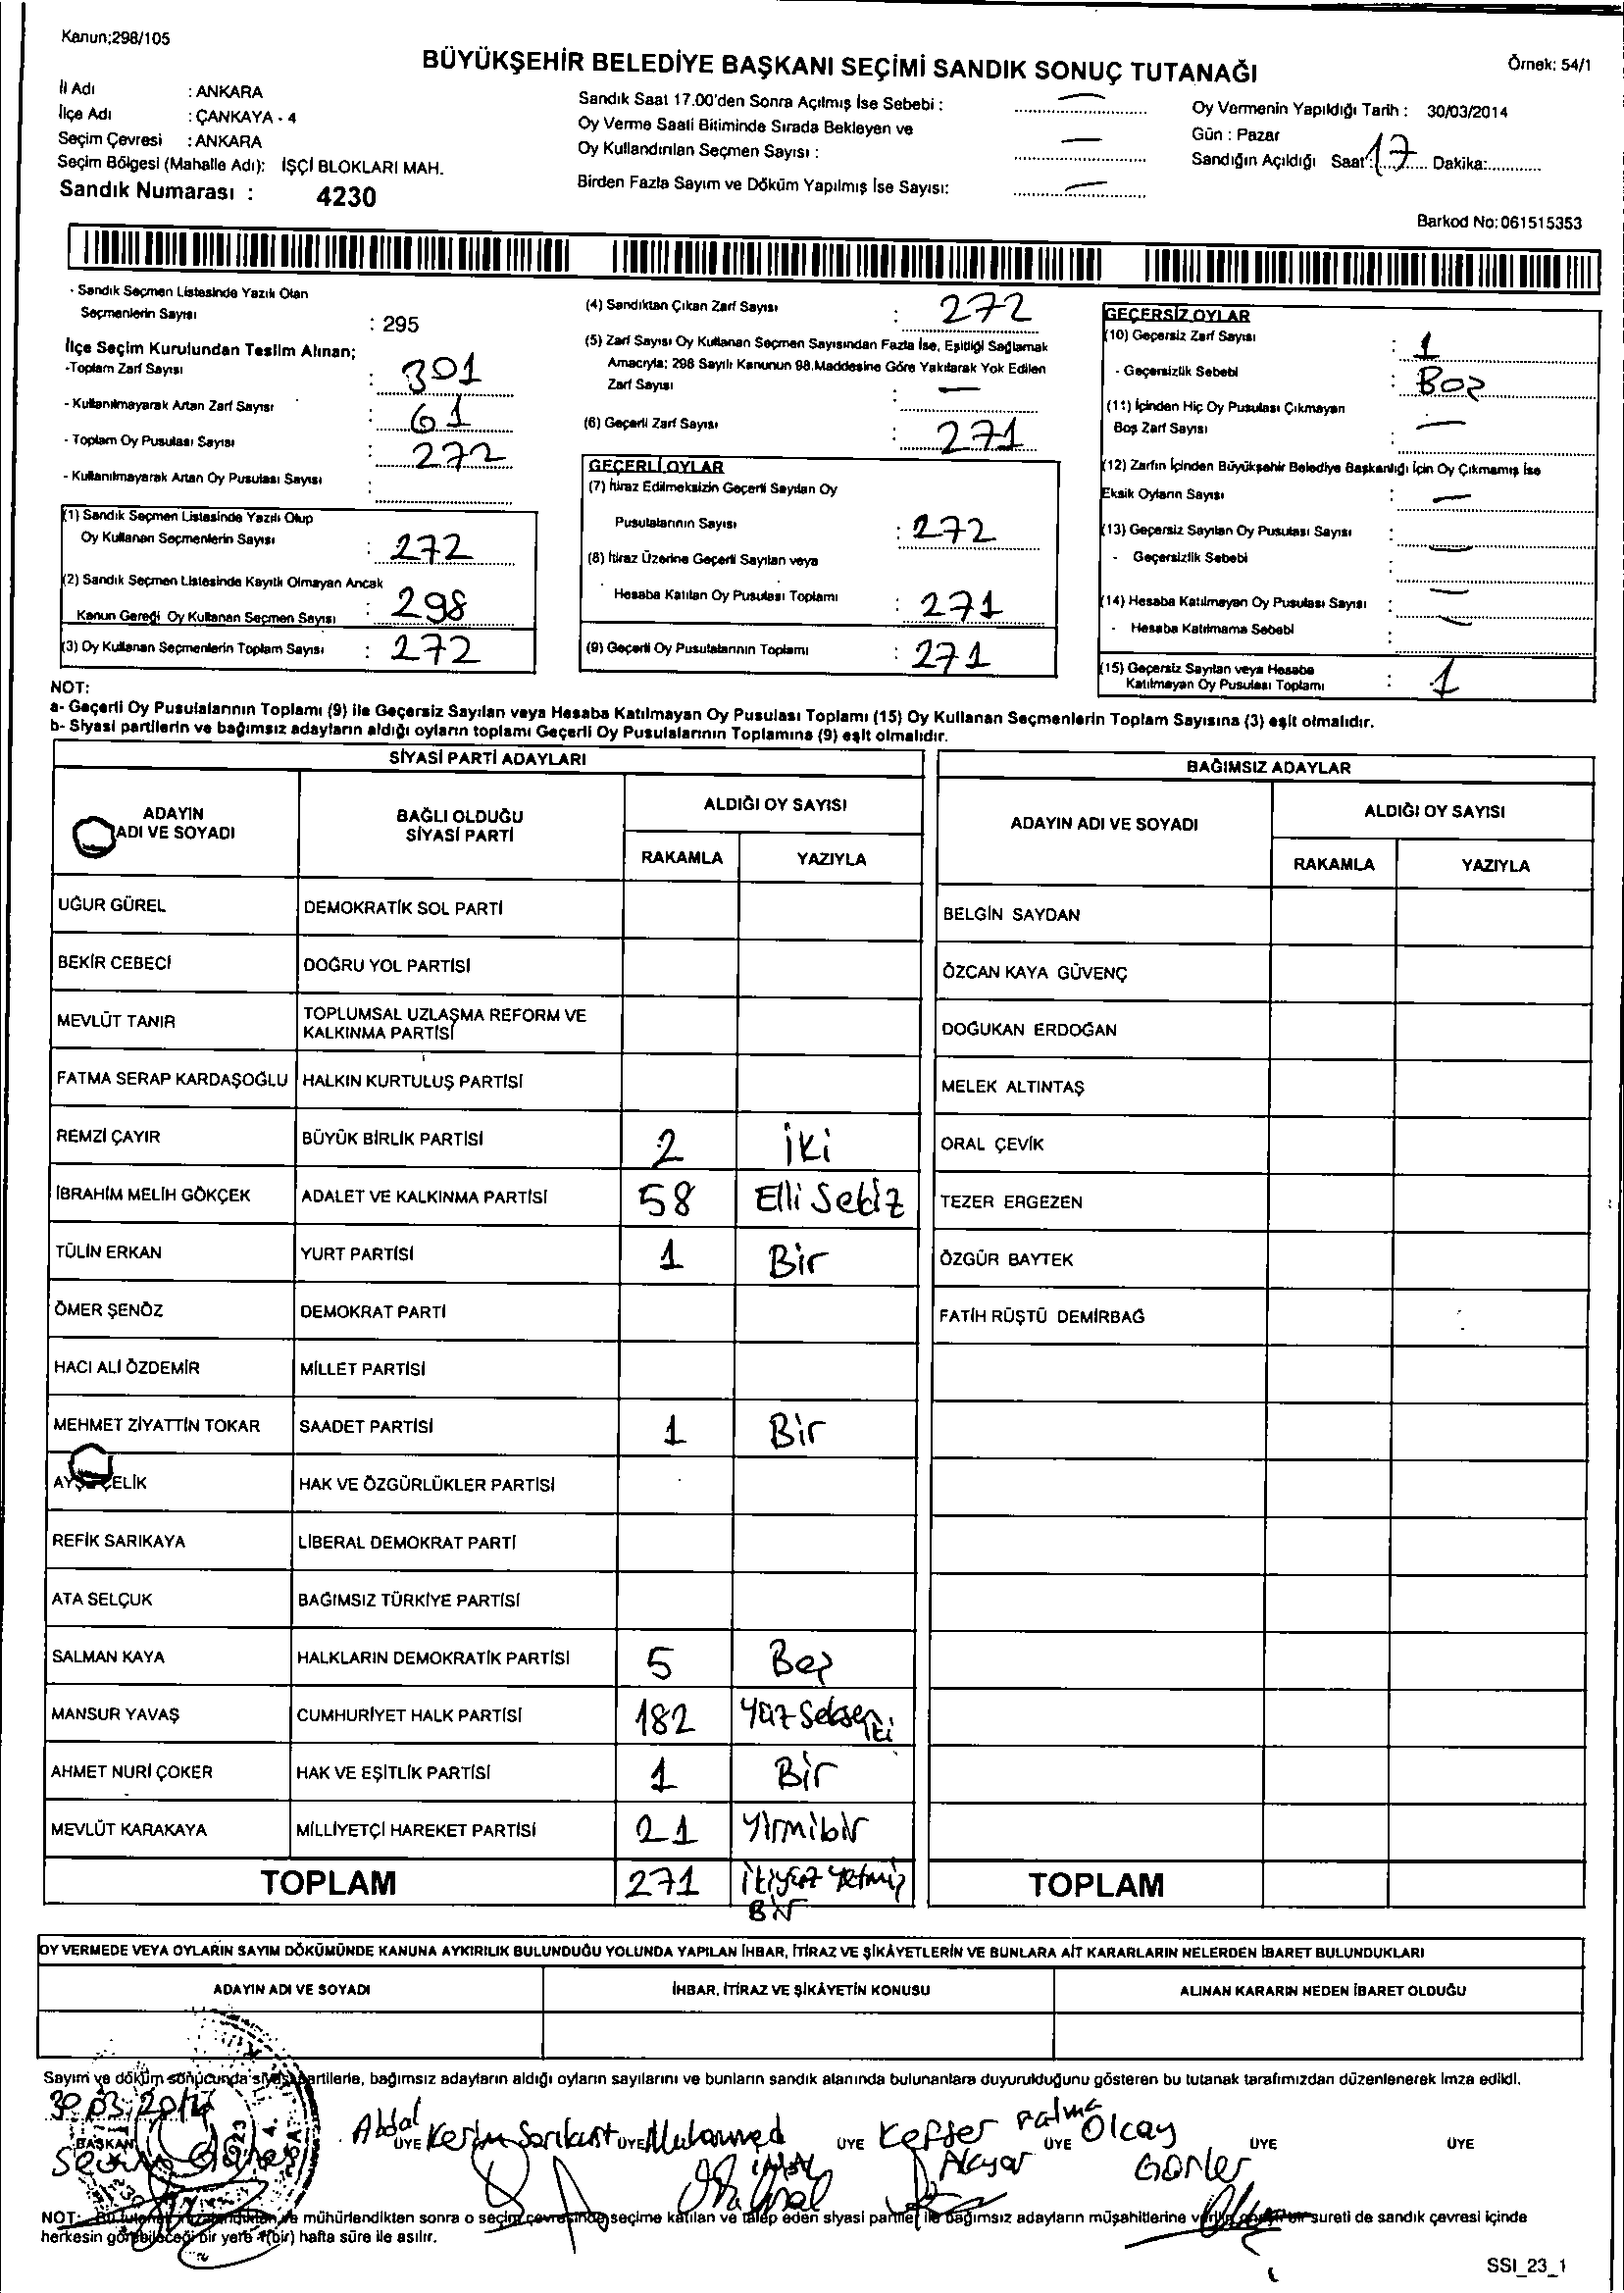 Kanun;298/105
BÜYÜKŞEHİR BELEDİYE BAŞKANI SEÇİMİ SANDIK SONUÇ TUTANAĞI
Örnek: 54/1
İl Adı : ANKARA
İlçe Adı : ÇANKAYA - 4
Seçim Çevresi : ANKARA
Seçim Bölgesi (Mahalle Adı): İŞÇİ BLOKLARI MAH.
Sandık Numarası : 4230
Sandık Saat 17.00'den Sonra Açılmış İse Sebebi : —
Oy Verme Saati Bitiminde Sırada Bekleyen ve
Oy Kullandırılan Seçmen Sayısı : —
Birden Fazla Sayım ve Döküm Yapılmış İse Sayısı: —
Oy Vermenin Yapıldığı Tarih : 30/03/2014
Gün : Pazar
Sandığın Açıldığı Saat : 17 Dakika:
Barkod No: 061515353
- Sandık Seçmen Listesinde Yazılı Olan
Seçmenlerin Sayısı : 295
İlçe Seçim Kurulundan Teslim Alınan;
-Toplam Zarf Sayısı : 301
- Kullanılmayarak Artan Zarf Sayısı : 61
- Toplam Oy Pusulası Sayısı : 272
- Kullanılmayarak Artan Oy Pusulası Sayısı :
(1) Sandık Seçmen Listesinde Yazılı Olup
Oy Kullanan Seçmenlerin Sayısı : 272
(2) Sandık Seçmen Listesinde Kayıtlı Olmayan Ancak
Kanun Gereği Oy Kullanan Seçmen Sayısı : 298
(3) Oy Kullanan Seçmenlerin Toplam Sayısı : 272
(4) Sandıktan Çıkan Zarf Sayısı : 272
(5) Zarf Sayısı Oy Kullanan Seçmen Sayısından Fazla İse, Eşitliği Sağlamak
Amacıyla; 298 Sayılı Kanunun 98.Maddesine Göre Yakılarak Yok Edilen
Zarf Sayısı : —
(6) Geçerli Zarf Sayısı : 271
GEÇERLİ OYLAR
(7) İtiraz Edilmeksizin Geçerli Sayılan Oy
Pusulalarının Sayısı : 272
(8) İtiraz Üzerine Geçerli Sayılan veya
Hesaba Katılan Oy Pusulası Toplamı : 271
(9) Geçerli Oy Pusulalarının Toplamı : 271
GEÇERSİZ OYLAR
(10) Geçersiz Zarf Sayısı : 1
- Geçersizlik Sebebi : Boş
(11) İçinden Hiç Oy Pusulası Çıkmayan
Boş Zarf Sayısı : —
(12) Zarfın İçinden Büyükşehir Belediye Başkanlığı İçin Oy Çıkmamış İse
Eksik Oyların Sayısı : —
(13) Geçersiz Sayılan Oy Pusulası Sayısı : —
- Geçersizlik Sebebi :
(14) Hesaba Katılmayan Oy Pusulası Sayısı : —
- Hesaba Katılmama Sebebi : —
(15) Geçersiz Sayılan veya Hesaba
Katılmayan Oy Pusulası Toplamı : 1
NOT:
a- Geçerli Oy Pusulalarının Toplamı (9) ile Geçersiz Sayılan veya Hesaba Katılmayan Oy Pusulası Toplamı (15) Oy Kullanan Seçmenlerin Toplam Sayısına (3) eşit olmalıdır.
b- Siyasi partilerin ve bağımsız adayların aldığı oyların toplamı Geçerli Oy Pusulalarının Toplamına (9) eşit olmalıdır.
SİYASİ PARTİ ADAYLARI
ADAYIN ADI VE SOYADI
BAĞLI OLDUĞU SİYASİ PARTİ
ALDIĞI OY SAYISI
RAKAMLA YAZIYLA
UĞUR GÜREL DEMOKRATİK SOL PARTİ
BEKİR CEBECİ DOĞRU YOL PARTİSİ
MEVLÜT TANIR TOPLUMSAL UZLAŞMA REFORM VE KALKINMA PARTİSİ
FATMA SERAP KARDAŞOĞLU HALKIN KURTULUŞ PARTİSİ
REMZİ ÇAYIR BÜYÜK BİRLİK PARTİSİ 2 İki
İBRAHİM MELİH GÖKÇEK ADALET VE KALKINMA PARTİSİ 58 Elli Sekiz
TÜLİN ERKAN YURT PARTİSİ 1 Bir
ÖMER ŞENÖZ DEMOKRAT PARTİ
HACI ALİ ÖZDEMİR MİLLET PARTİSİ
MEHMET ZİYATTİN TOKAR SAADET PARTİSİ 1 Bir
ÇELİK HAK VE ÖZGÜRLÜKLER PARTİSİ
REFİK SARIKAYA LİBERAL DEMOKRAT PARTİ
ATA SELÇUK BAĞIMSIZ TÜRKİYE PARTİSİ
SALMAN KAYA HALKLARIN DEMOKRATİK PARTİSİ 5 Beş
MANSUR YAVAŞ CUMHURİYET HALK PARTİSİ 182 Yüz Seksen iki
AHMET NURİ ÇOKER HAK VE EŞİTLİK PARTİSİ 1 Bir
MEVLÜT KARAKAYA MİLLİYETÇİ HAREKET PARTİSİ 21 Yirmibir
TOPLAM 271 ikiyüz Yetmiş Bir
BAĞIMSIZ ADAYLAR
ADAYIN ADI VE SOYADI
ALDIĞI OY SAYISI
RAKAMLA YAZIYLA
BELGİN SAYDAN
ÖZCAN KAYA GÜVENÇ
DOĞUKAN ERDOĞAN
MELEK ALTINTAŞ
ORAL ÇEVİK
TEZER ERGEZEN
ÖZGÜR BAYTEK
FATİH RÜŞTÜ DEMİRBAĞ
TOPLAM
OY VERMEDE VEYA OYLARIN SAYIM DÖKÜMÜNDE KANUNA AYKIRILIK BULUNDUĞU YOLUNDA YAPILAN İHBAR, İTİRAZ VE ŞİKÂYETLERİN VE BUNLARA AİT KARARLARIN NELERDEN İBARET BULUNDUKLARI
ADAYIN ADI VE SOYADI İHBAR, İTİRAZ VE ŞİKÂYETİN KONUSU ALINAN KARARIN NEDEN İBARET OLDUĞU
Sayım ve döküm sonucunda siyasi partilerle, bağımsız adayların aldığı oyların sayılarını ve bunların sandık alanında bulunanlara duyurulduğunu gösteren bu tutanak tarafımızdan düzenlenerek imza edildi.
30.03.2014
BAŞKAN ÜYE ÜYE ÜYE ÜYE ÜYE ÜYE
Abdal Kerim Sarıkurt Muhammed Kevser Akyar Fatma Olcay Gönler
NOT: ve mühürlendikten sonra o seçim çevresinde seçime katılan ve talep eden siyasi partiler ile bağımsız adayların müşahitlerine bir sureti de sandık çevresi içinde
herkesin görebileceği bir yere 1(bir) hafta süre ile asılır.
SSI_23_1